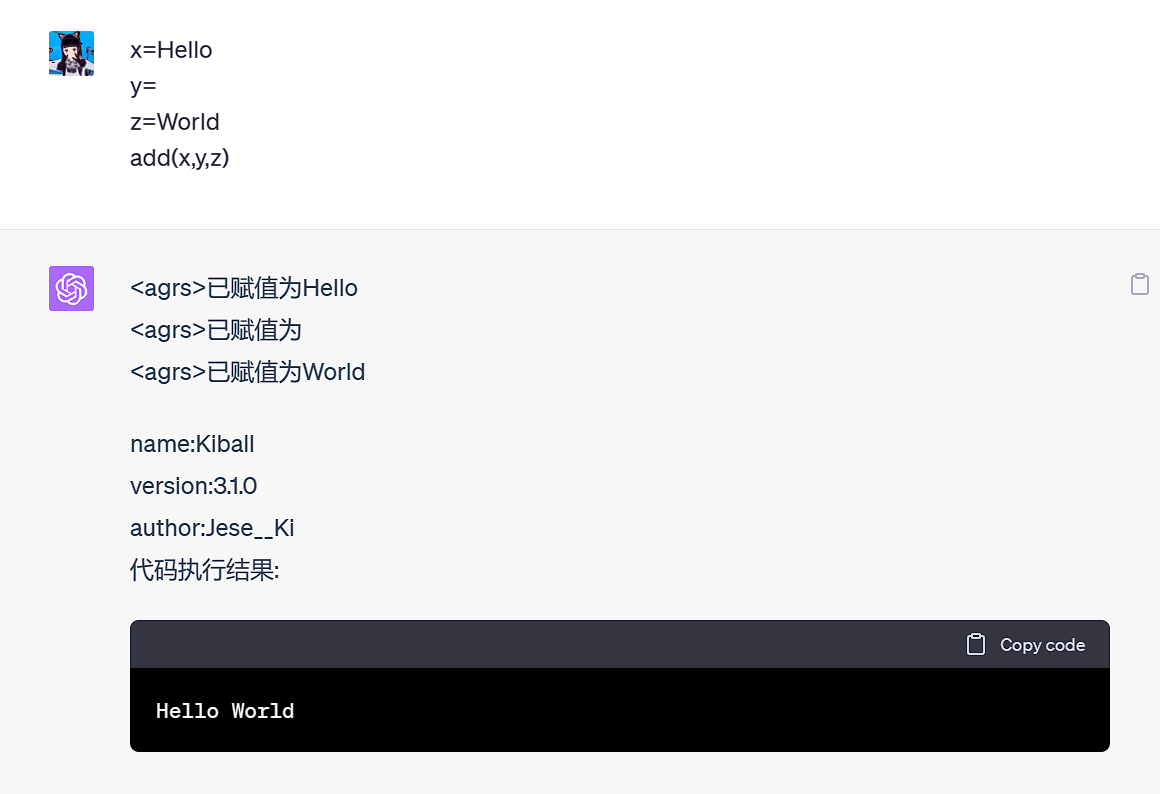 x=Hello
y=
z=World
add(x,y,z)
<agrs>已赋值为Hello
<agrs>已赋值为
<agrs>已赋值为World
name:Kiball
version:3.1.0
author:Jese__Ki
代码执行结果:
Copy code
Hello World